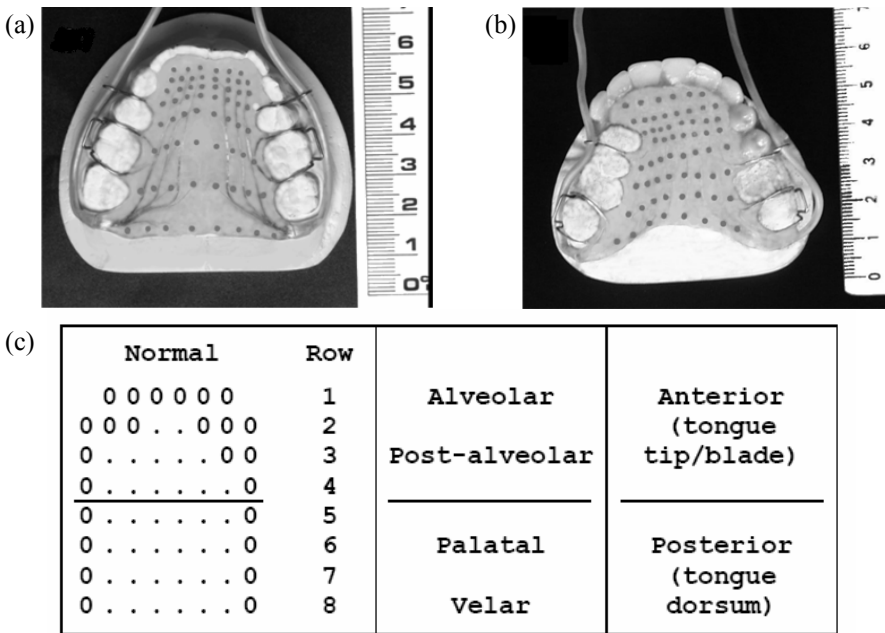 (a)
6
5
4
3
2
1
0
(b)
6
5
4
3
2
1
0
(c)
Normal Row
0 0 0 0 0 0 1 Alveolar Anterior
0 0 0 . . 0 0 0 2 (tongue
0 . . . . . 0 0 3 Post-alveolar tip/blade)
0 . . . . . . 0 4
0 . . . . . . 0 5
0 . . . . . . 0 6 Palatal Posterior
0 . . . . . . 0 7 (tongue
0 . . . . . . 0 8 Velar dorsum)